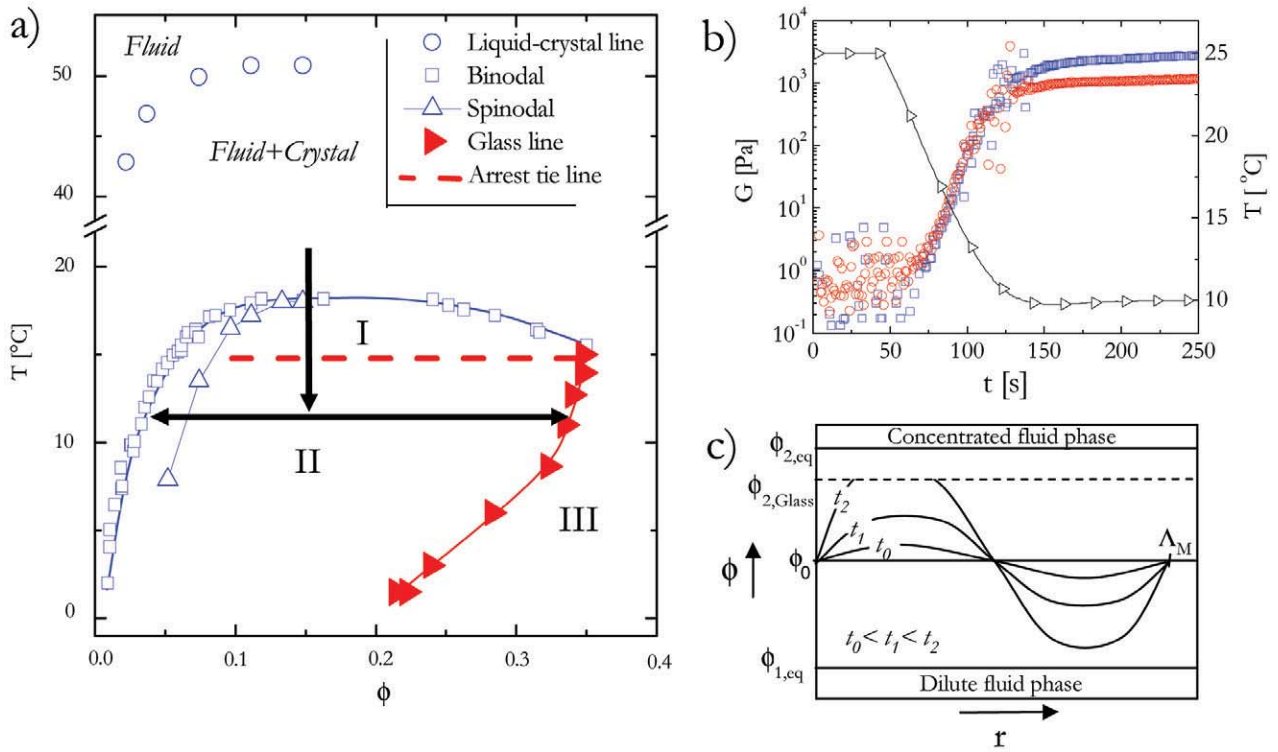 a)
Fluid
Fluid+Crystal
Liquid-crystal line
Binodal
Spinodal
Glass line
Arrest tie line
50
40
20
10
0
T [°C]
I
II
III
0.0
0.1
0.2
0.3
0.4
ϕ
b)
10⁴
10³
10²
10¹
10⁰
10⁻¹
G [Pa]
25
20
15
10
T [°C]
0
50
100
150
200
250
t [s]
c)
Concentrated fluid phase
ϕ2,eq
ϕ2,Glass
t2
t1
t0
ΛM
ϕ
ϕ0
t0 < t1 < t2
ϕ1,eq
Dilute fluid phase
r